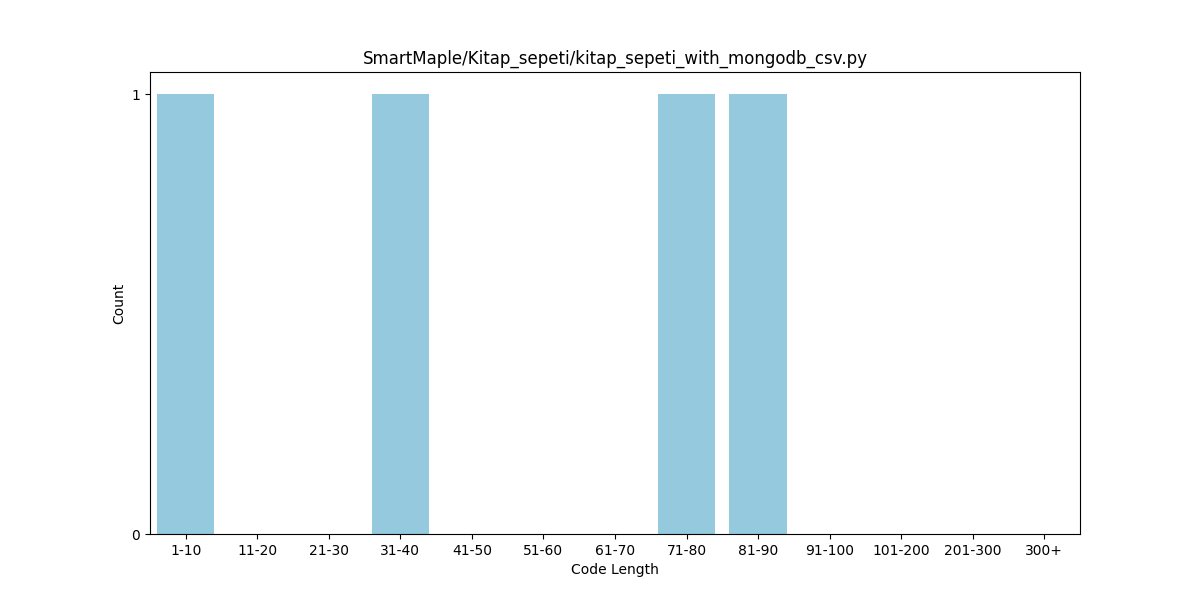 SmartMaple/Kitap_sepeti/kitap_sepeti_with_mongodb_csv.py
1
Count
0
1-10 11-20 21-30 31-40 41-50 51-60 61-70 71-80 81-90 91-100 101-200 201-300 300+
Code Length